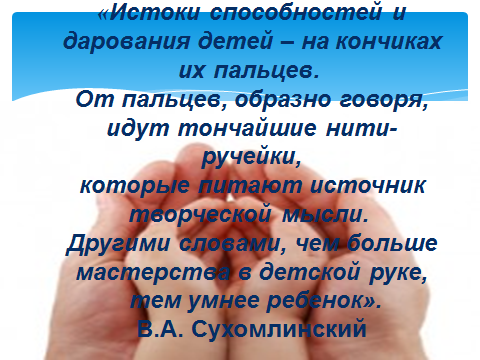 «Истоки способностей и
дарования детей – на кончиках
их пальцев.
От пальцев, образно говоря,
идут тончайшие нити-
ручейки,
которые питают источник
творческой мысли.
Другими словами, чем больше
мастерства в детской руке,
тем умнее ребенок».
В.А. Сухомлинский